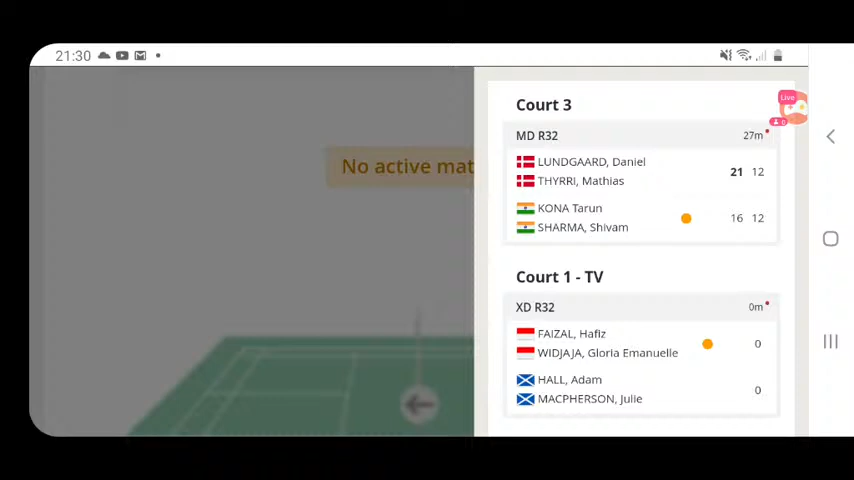 21:30
No active mat
Court 3
MD R32 27m
LUNDGAARD, Daniel
THYRRI, Mathias
21 12
KONA Tarun
SHARMA, Shivam
16 12
Court 1 - TV
XD R32 0m
FAIZAL, Hafiz
WIDJAJA, Gloria Emanuelle
0
HALL, Adam
MACPHERSON, Julie
0
Live
0